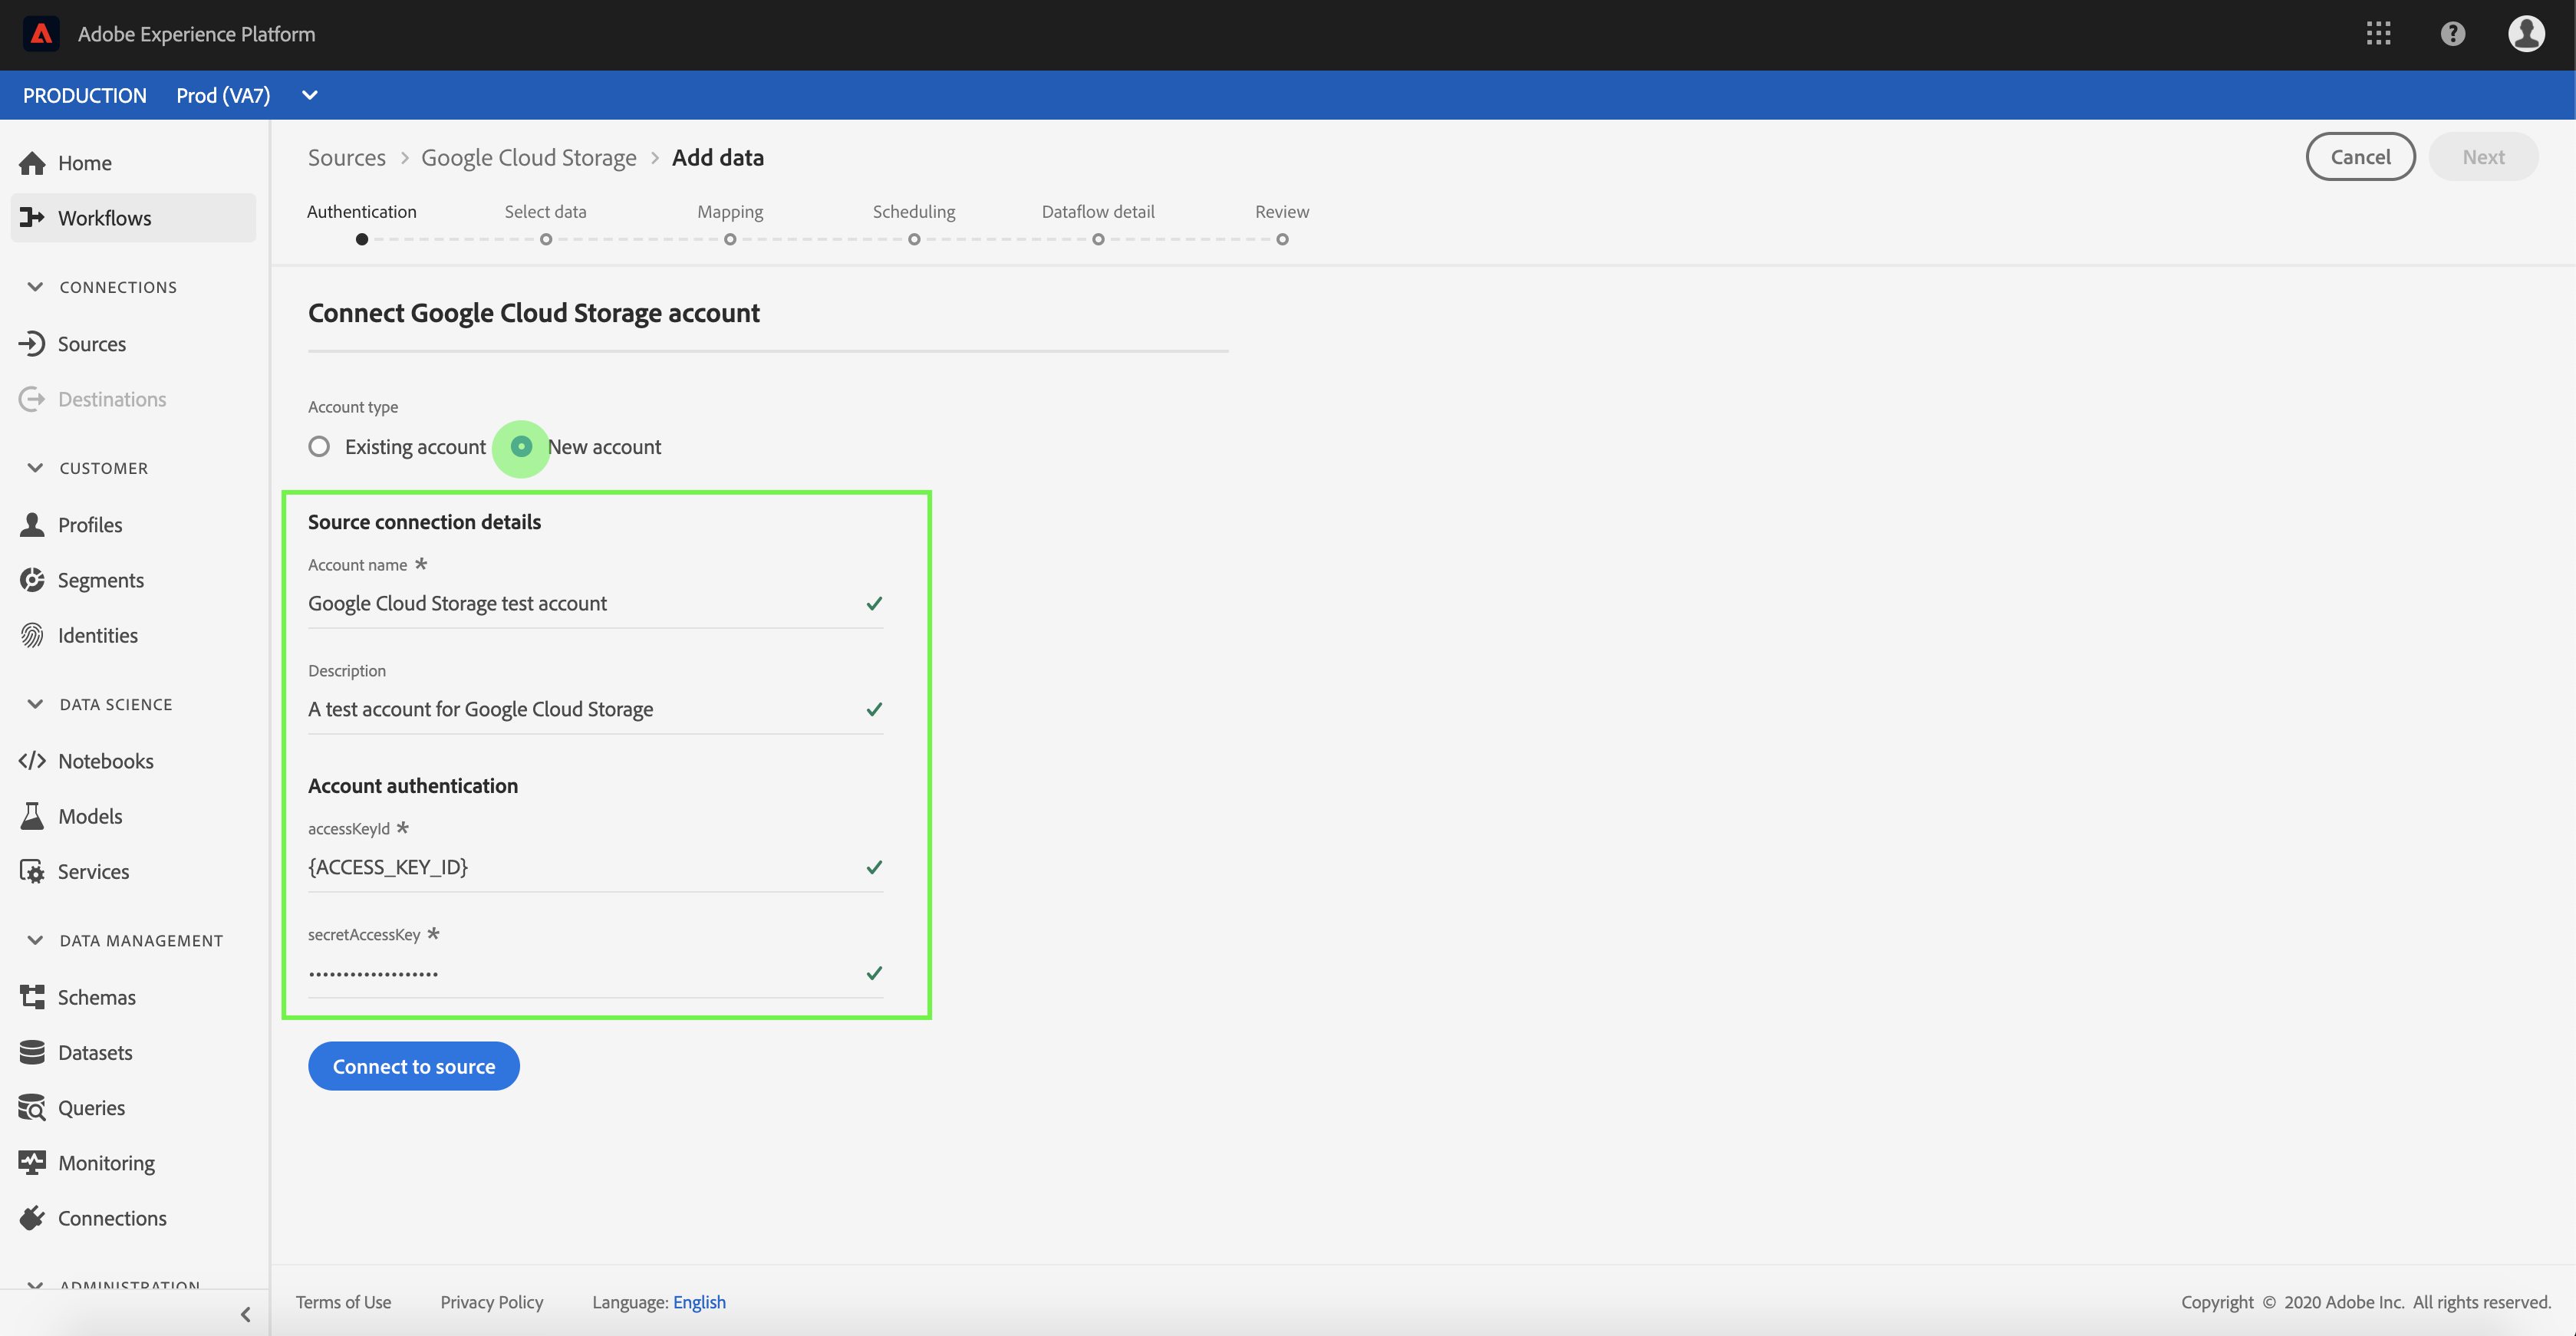 Adobe Experience Platform
PRODUCTION Prod (VA7)
Home
Workflows
CONNECTIONS
Sources
Destinations
CUSTOMER
Profiles
Segments
Identities
DATA SCIENCE
Notebooks
Models
Services
DATA MANAGEMENT
Schemas
Datasets
Queries
Monitoring
Connections
ADMINISTRATION
Sources > Google Cloud Storage > Add data
Cancel
Next
Authentication Select data Mapping Scheduling Dataflow detail Review
Connect Google Cloud Storage account
Account type
Existing account New account
Source connection details
Account name *
Google Cloud Storage test account
Description
A test account for Google Cloud Storage
Account authentication
accessKeyId *
{ACCESS_KEY_ID}
secretAccessKey *
•••••••••••••••••••
Connect to source
Terms of Use Privacy Policy Language: English
Copyright © 2020 Adobe Inc. All rights reserved.